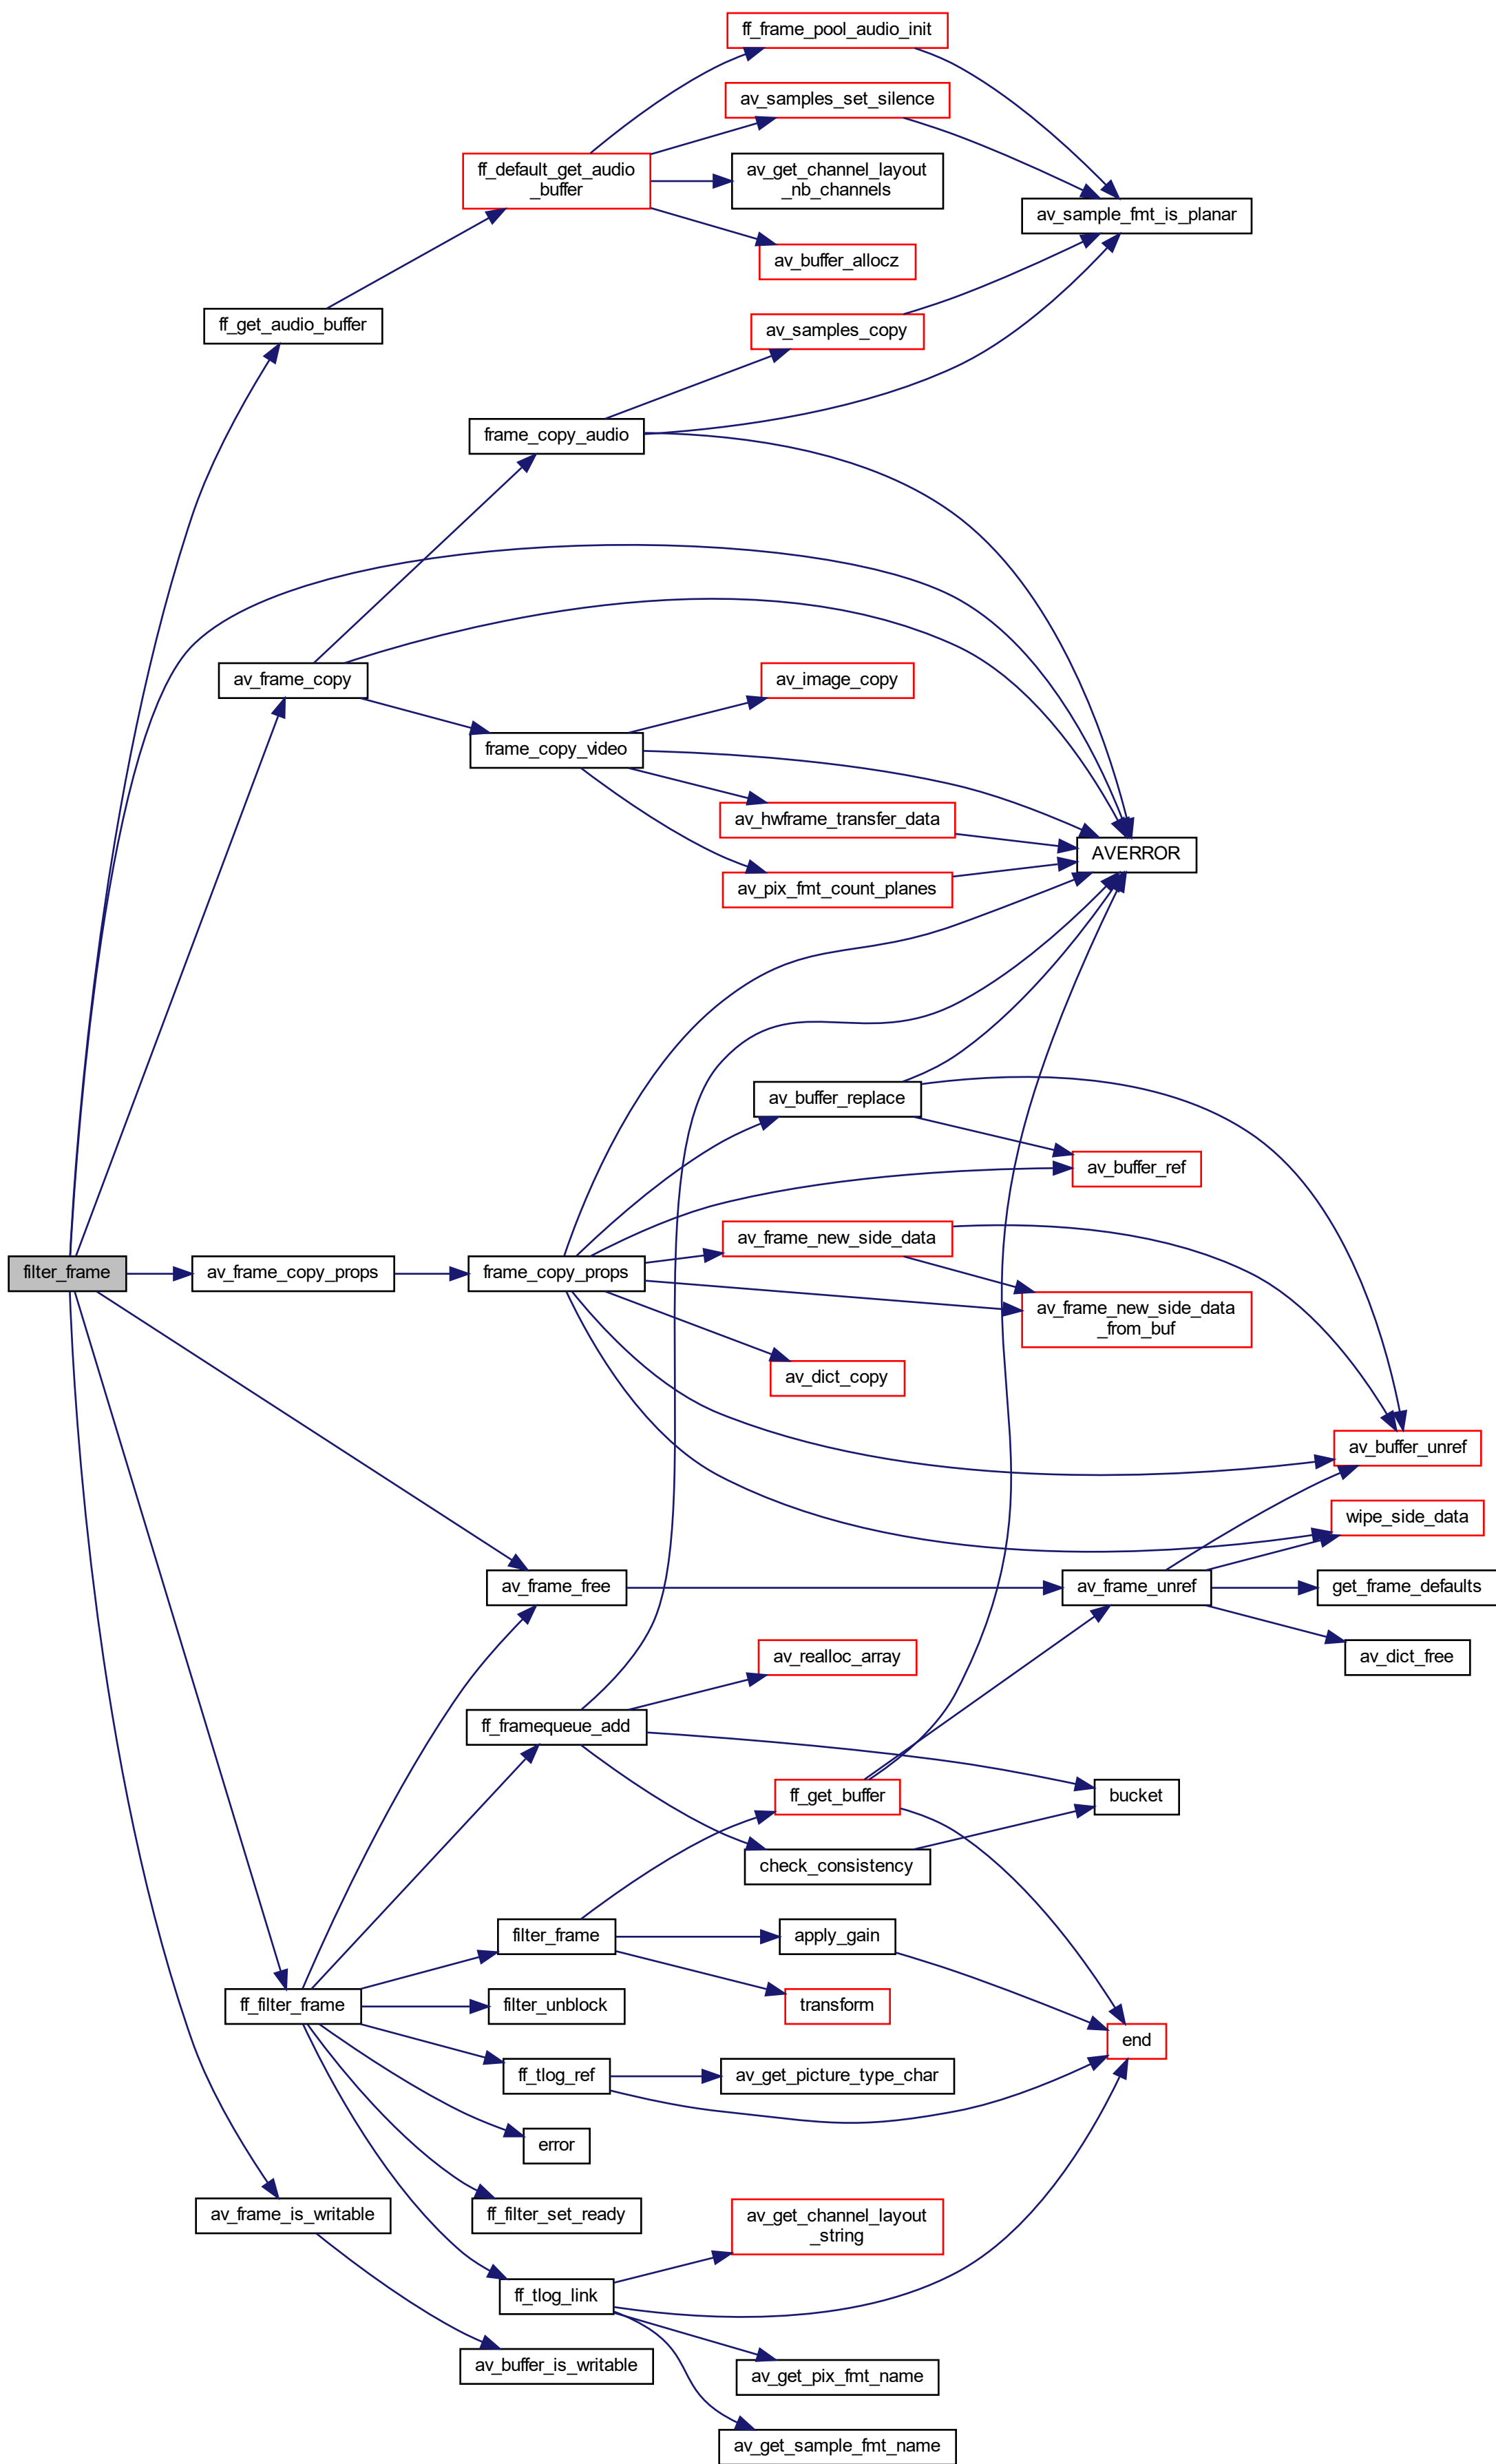 ff_frame_pool_audio_init
av_samples_set_silence
ff_default_get_audio
_buffer
av_get_channel_layout
_nb_channels
av_sample_fmt_is_planar
av_buffer_allocz
ff_get_audio_buffer
av_samples_copy
frame_copy_audio
av_frame_copy
av_image_copy
frame_copy_video
av_hwframe_transfer_data
AVERROR
av_pix_fmt_count_planes
av_buffer_replace
av_buffer_ref
av_frame_new_side_data
filter_frame
av_frame_copy_props
frame_copy_props
av_frame_new_side_data
_from_buf
av_dict_copy
av_buffer_unref
wipe_side_data
av_frame_free
av_frame_unref
get_frame_defaults
av_dict_free
av_realloc_array
ff_framequeue_add
ff_get_buffer
bucket
check_consistency
filter_frame
apply_gain
ff_filter_frame
filter_unblock
transform
end
ff_tlog_ref
av_get_picture_type_char
error
av_frame_is_writable
ff_filter_set_ready
av_get_channel_layout
_string
ff_tlog_link
av_buffer_is_writable
av_get_pix_fmt_name
av_get_sample_fmt_name